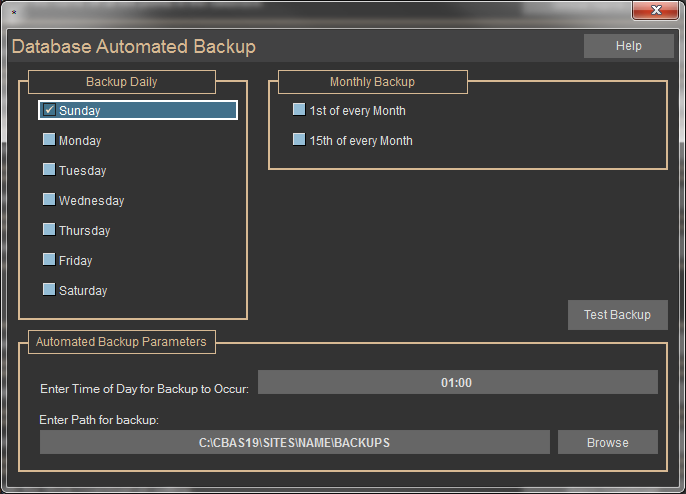 *
Database Automated Backup
Help
Backup Daily
Sunday
Monday
Tuesday
Wednesday
Thursday
Friday
Saturday
Monthly Backup
1st of every Month
15th of every Month
Test Backup
Automated Backup Parameters
Enter Time of Day for Backup to Occur:
01:00
Enter Path for backup:
C:\CBAS19\SITES\NAME\BACKUPS
Browse